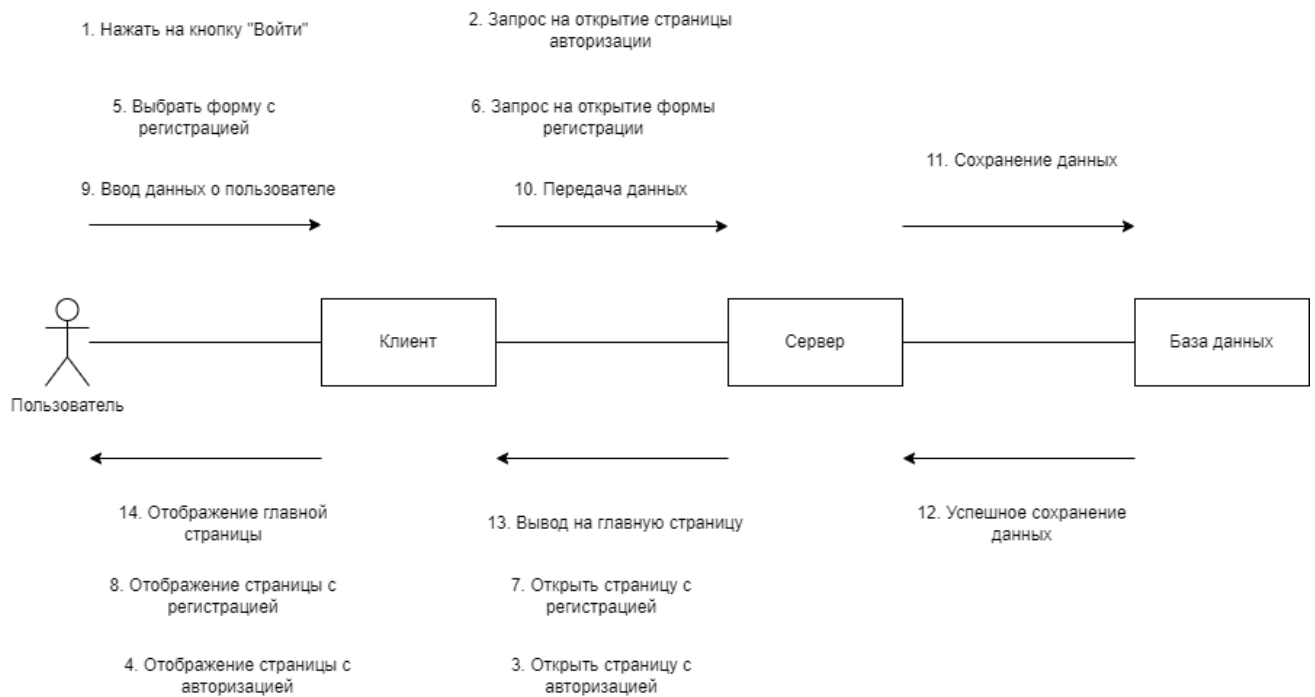 1. Нажать на кнопку "Войти"
2. Запрос на открытие страницы
авторизации
5. Выбрать форму с
регистрацией
6. Запрос на открытие формы
регистрации
11. Сохранение данных
9. Ввод данных о пользователе
10. Передача данных
Клиент
Сервер
База данных
Пользователь
14. Отображение главной
страницы
13. Вывод на главную страницу
12. Успешное сохранение
данных
8. Отображение страницы с
регистрацией
7. Открыть страницу с
регистрацией
4. Отображение страницы с
авторизацией
3. Открыть страницу с
авторизацией